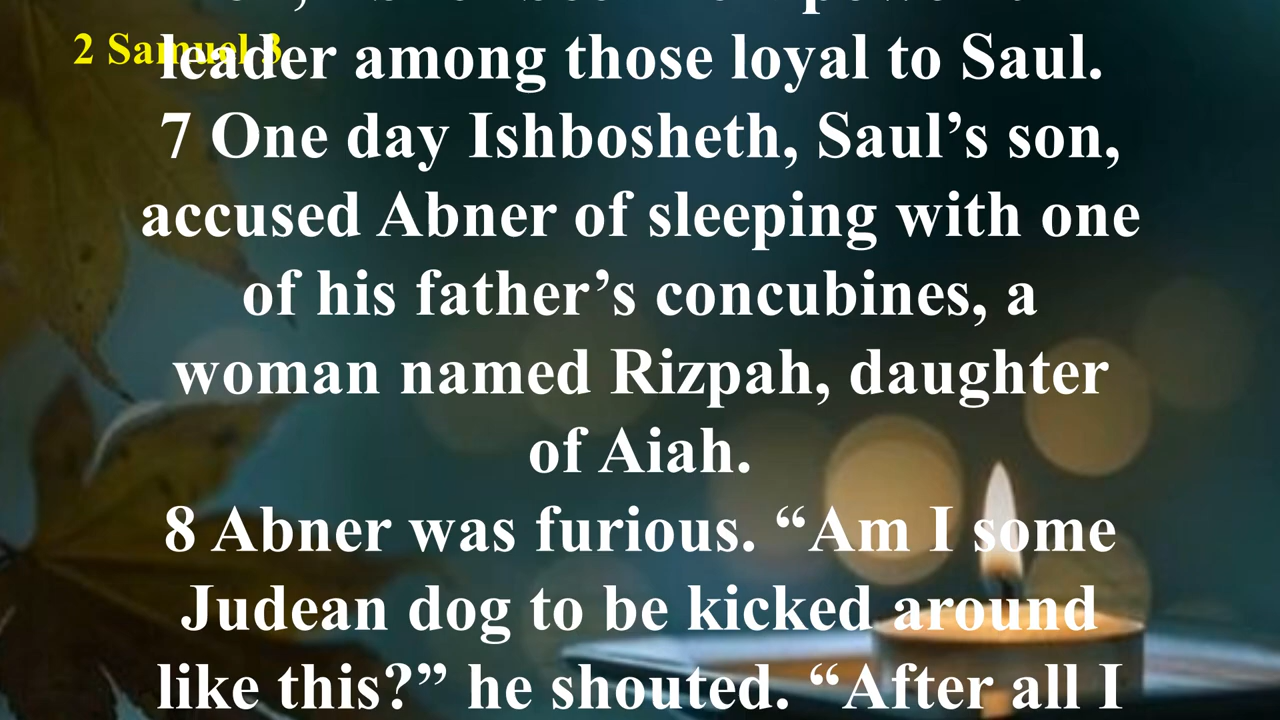 2 Samuel 3
leader among those loyal to Saul.
7 One day Ishbosheth, Saul’s son,
accused Abner of sleeping with one
of his father’s concubines, a
woman named Rizpah, daughter
of Aiah.
8 Abner was furious. “Am I some
Judean dog to be kicked around
like this?” he shouted. “After all I